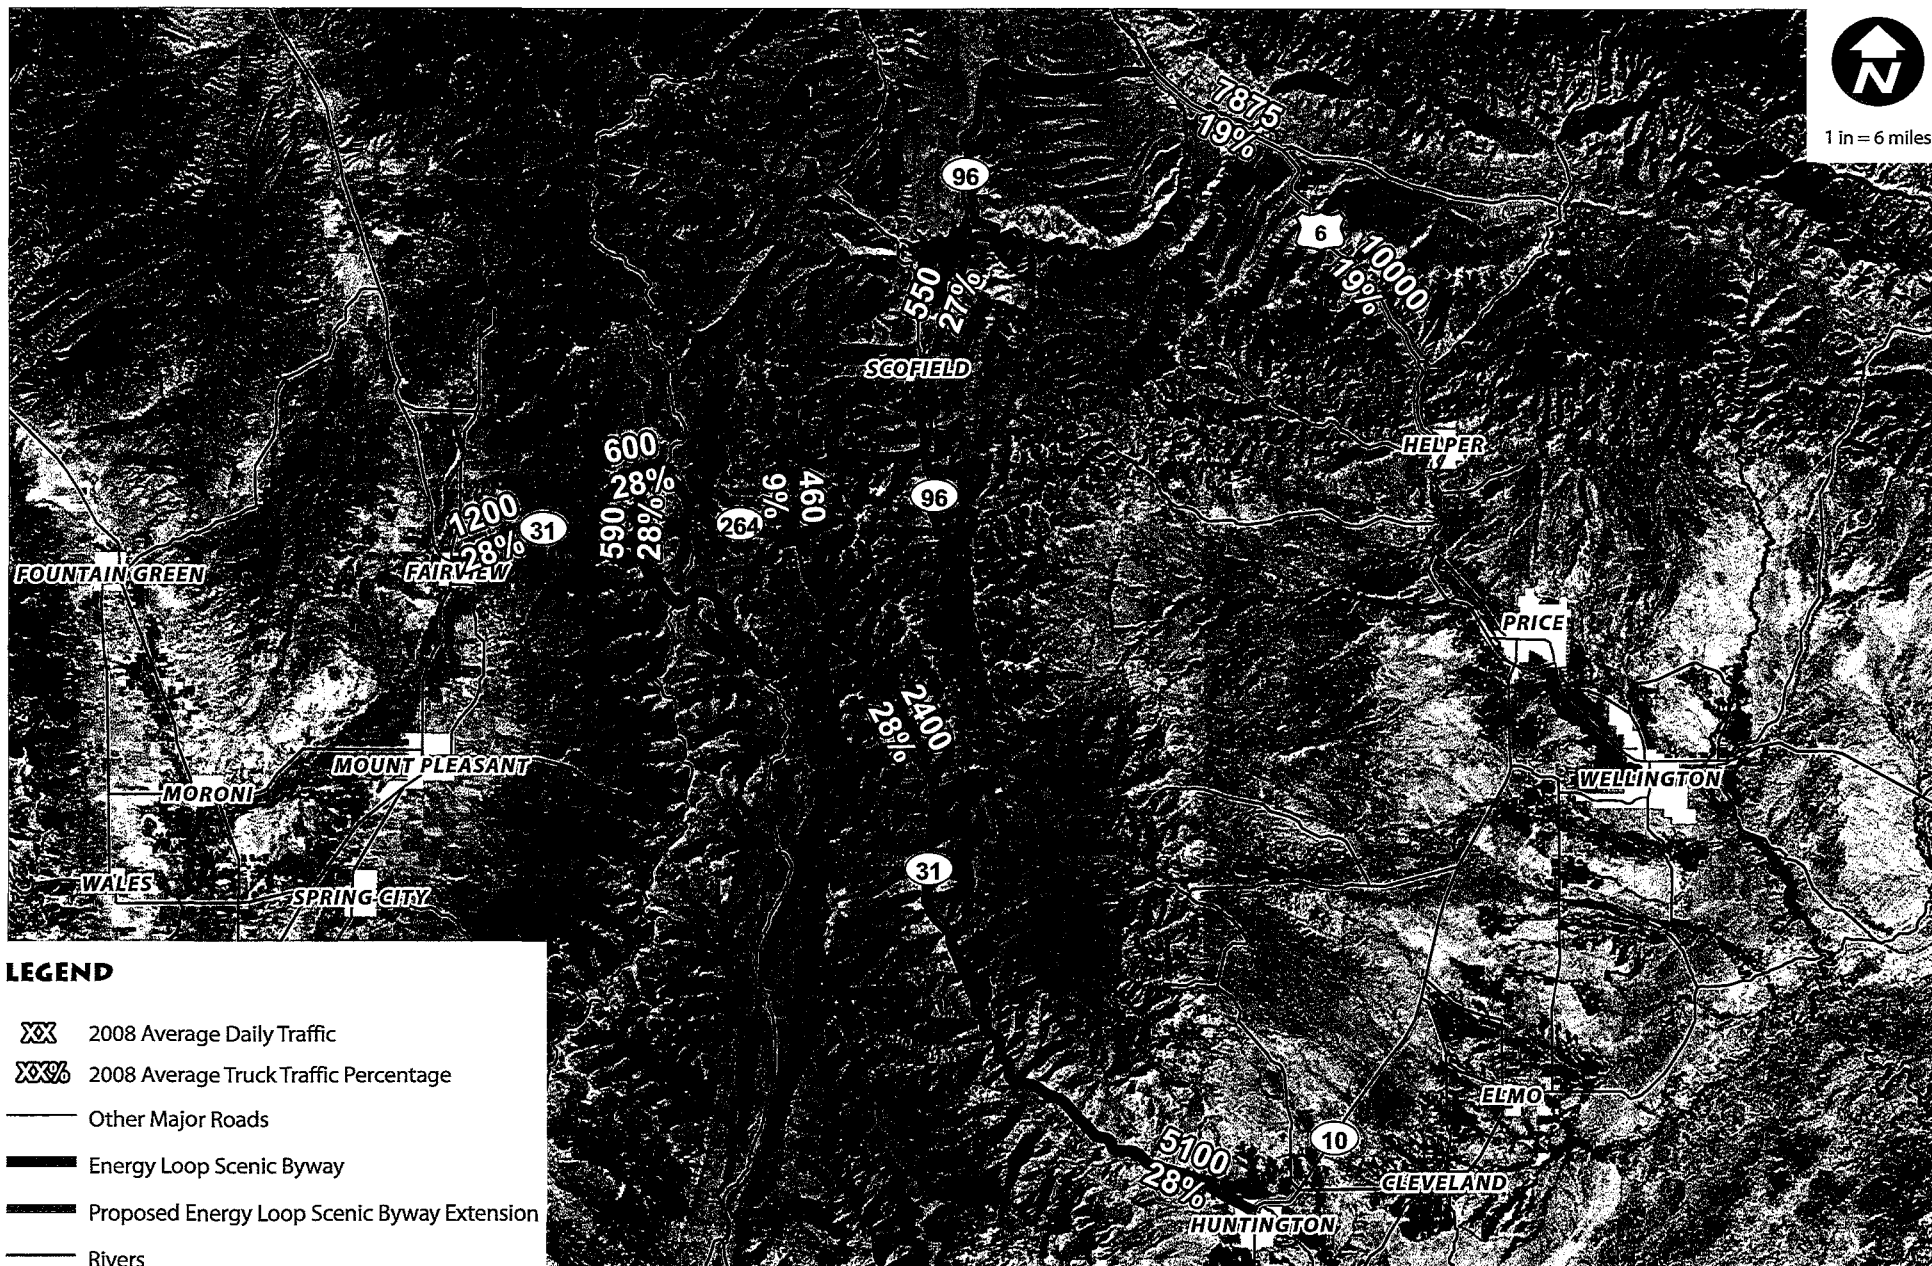 N
1 in = 6 miles
7875
19%
96
6
10000
19%
550
27%
SCOFIELD
HELPER
600
28%
590
28%
9%
460
264
96
1200
28%
31
FOUNTAIN GREEN
FAIRVIEW
PRICE
2400
28%
MOUNT PLEASANT
MORONI
WELLINGTON
31
WALES
SPRING CITY
ELMO
10
5100
28%
CLEVELAND
HUNTINGTON
LEGEND
XX 2008 Average Daily Traffic
XX% 2008 Average Truck Traffic Percentage
Other Major Roads
Energy Loop Scenic Byway
Proposed Energy Loop Scenic Byway Extension
Rivers